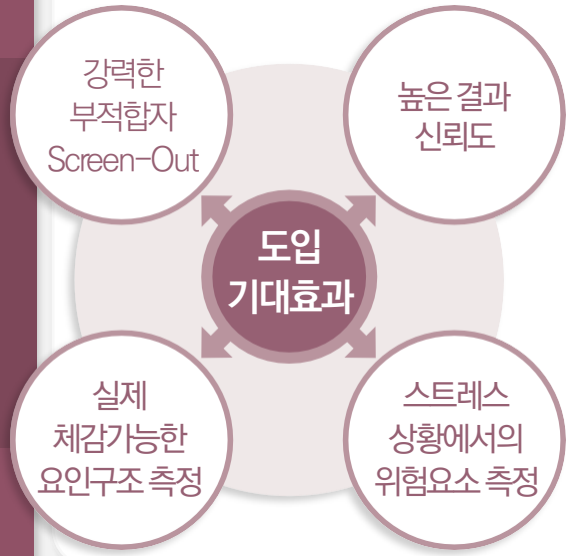 강력한
부적합자
Screen-Out
높은 결과
신뢰도
도입
기대효과
실제
체감가능한
요인구조 측정
스트레스
상황에서의
위험요소 측정